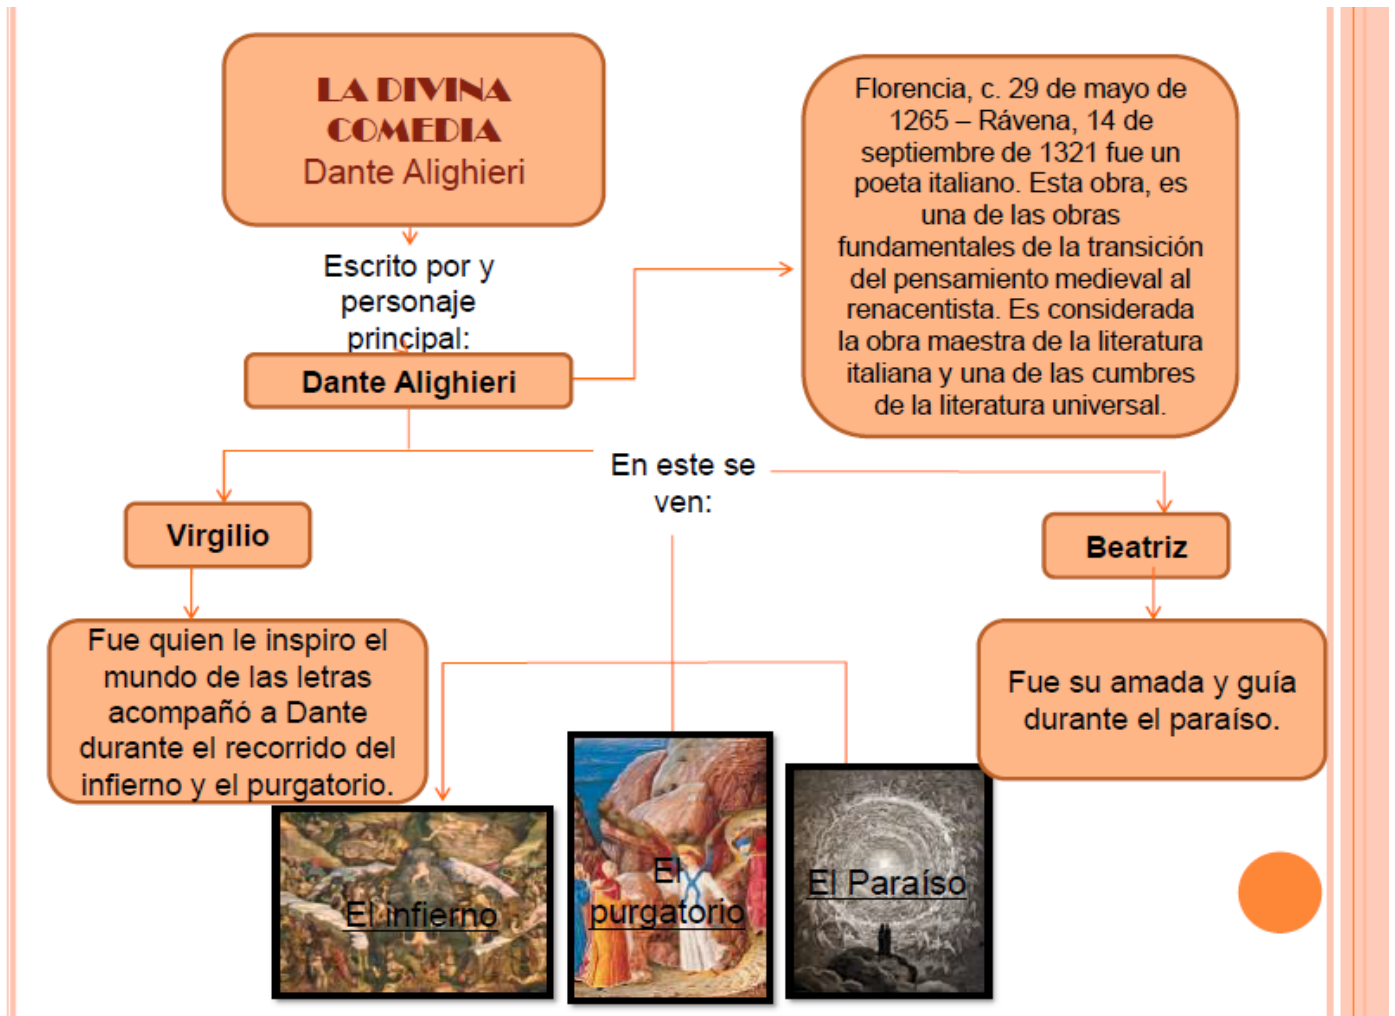 LA DIVINA
COMEDIA
Dante Alighieri
Escrito por y
personaje
principal:
Dante Alighieri
Florencia, c. 29 de mayo de
1265 – Rávena, 14 de
septiembre de 1321 fue un
poeta italiano. Esta obra, es
una de las obras
fundamentales de la transición
del pensamiento medieval al
renacentista. Es considerada
la obra maestra de la literatura
italiana y una de las cumbres
de la literatura universal.
En este se
ven:
Virgilio
Fue quien le inspiro el
mundo de las letras
acompañó a Dante
durante el recorrido del
infierno y el purgatorio.
Beatriz
Fue su amada y guía
durante el paraíso.
El infierno
El
purgatorio
El Paraíso